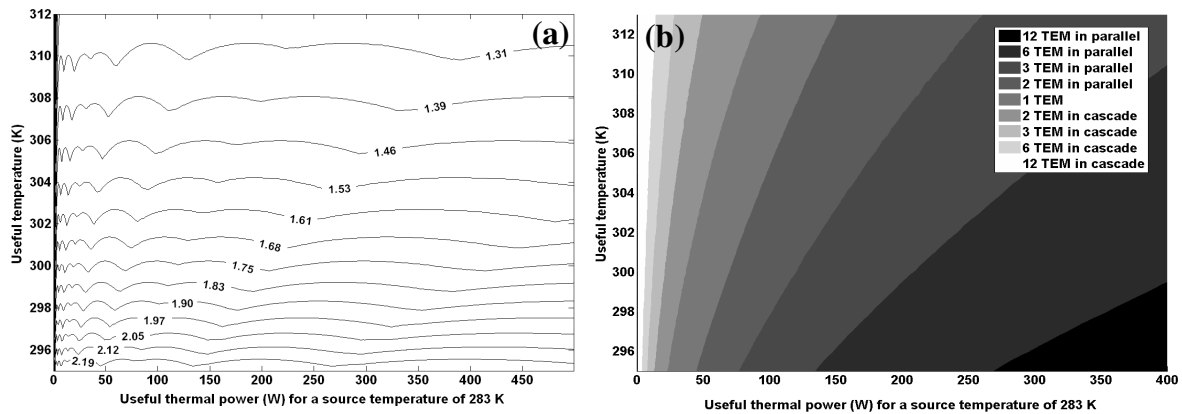 (a)
312
310
308
306
304
302
300
298
296
Useful temperature (K)
1.31
1.39
1.46
1.53
1.61
1.68
1.75
1.83
1.90
1.97
2.05
2.12
2.19
0 50 100 150 200 250 300 350 400 450
Useful thermal power (W) for a source temperature of 283 K
(b)
312
310
308
306
304
302
300
298
296
Useful temperature (K)
12 TEM in parallel
6 TEM in parallel
3 TEM in parallel
2 TEM in parallel
1 TEM
2 TEM in cascade
3 TEM in cascade
6 TEM in cascade
12 TEM in cascade
0 50 100 150 200 250 300 350 400
Useful thermal power (W) for a source temperature of 283 K